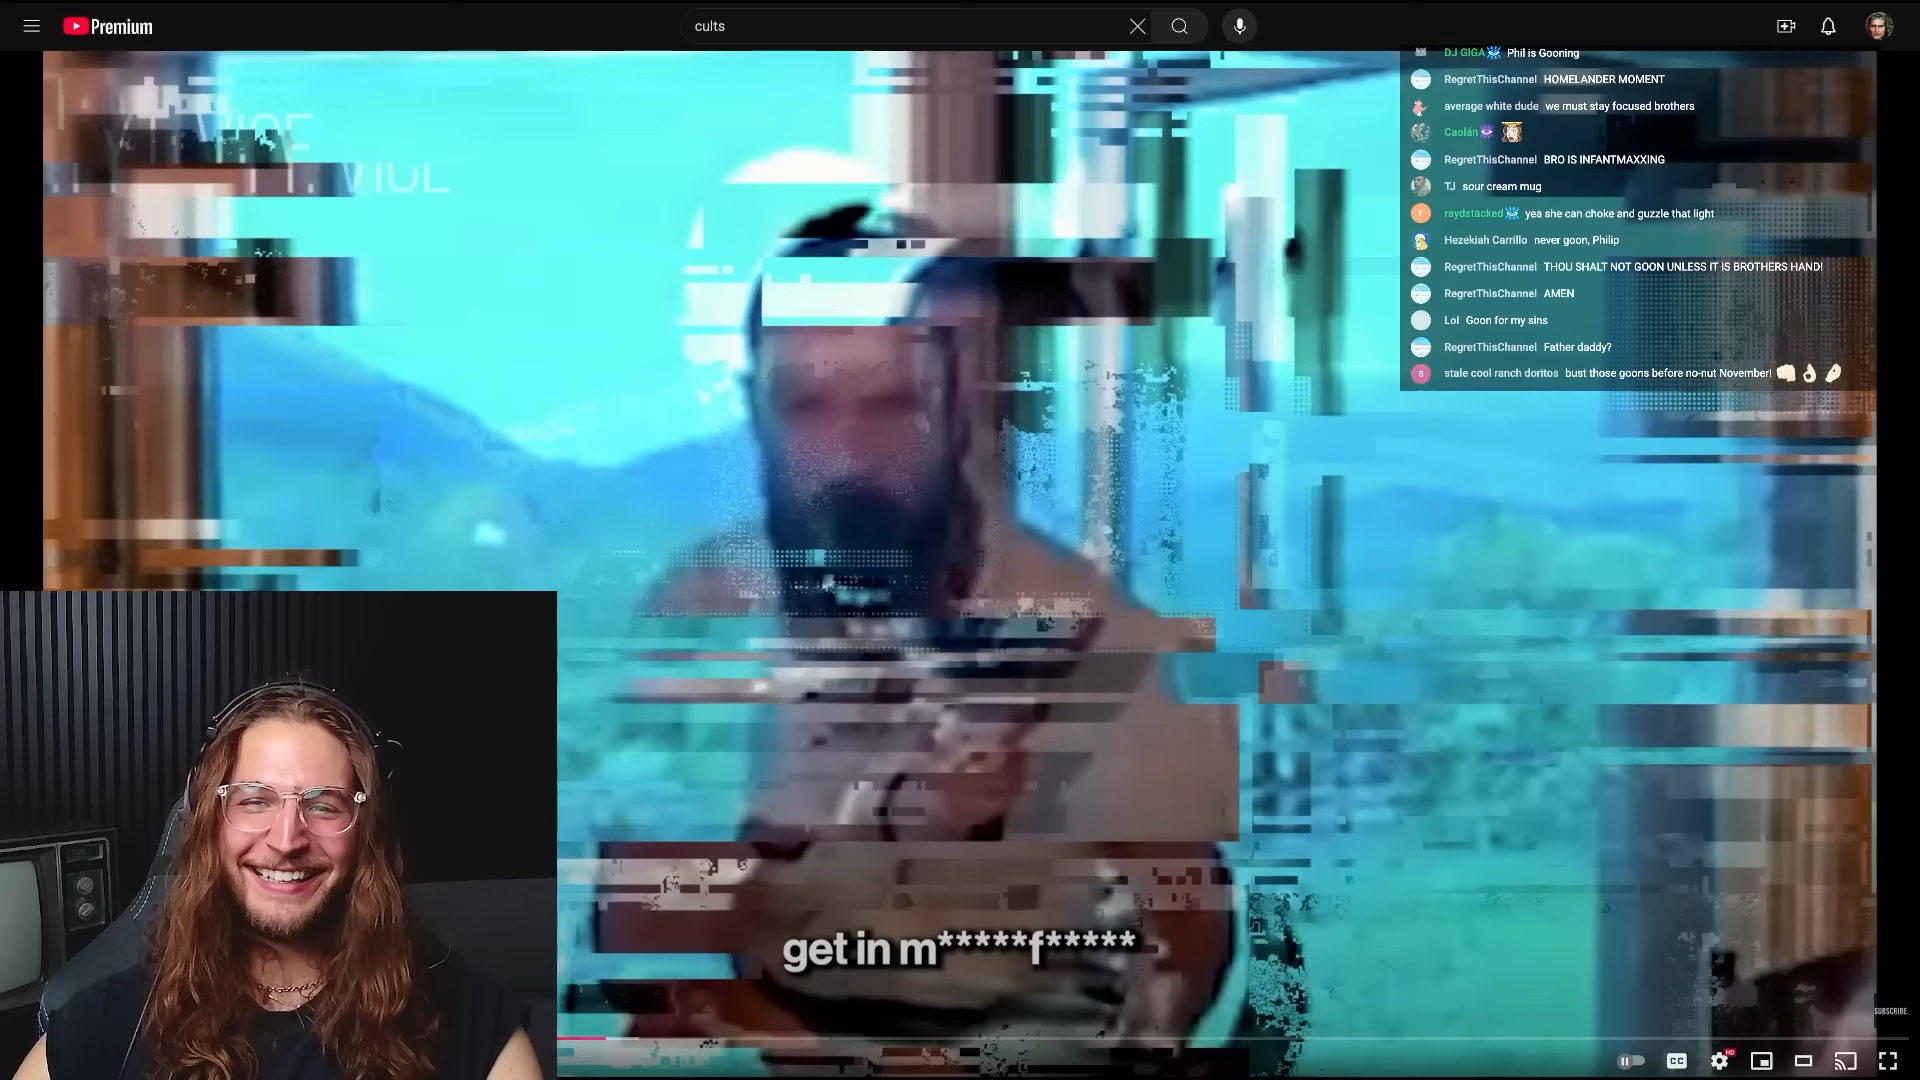 Premium
cults
DJ GIGA Phil is Gooning
RegretThisChannel HOMELANDER MOMENT
average white dude we must stay focused brothers
Caolán
RegretThisChannel BRO IS INFANTMAXXING
TJ sour cream mug
r raydstacked yea she can choke and guzzle that light
Hezekiah Carrillo never goon, Philip
RegretThisChannel THOU SHALT NOT GOON UNLESS IT IS BROTHERS HAND!
RegretThisChannel AMEN
Lol Goon for my sins
RegretThisChannel Father daddy?
s stale cool ranch doritos bust those goons before no-nut November!
get in m*****f*****
SUBSCRIBE.
CC HD